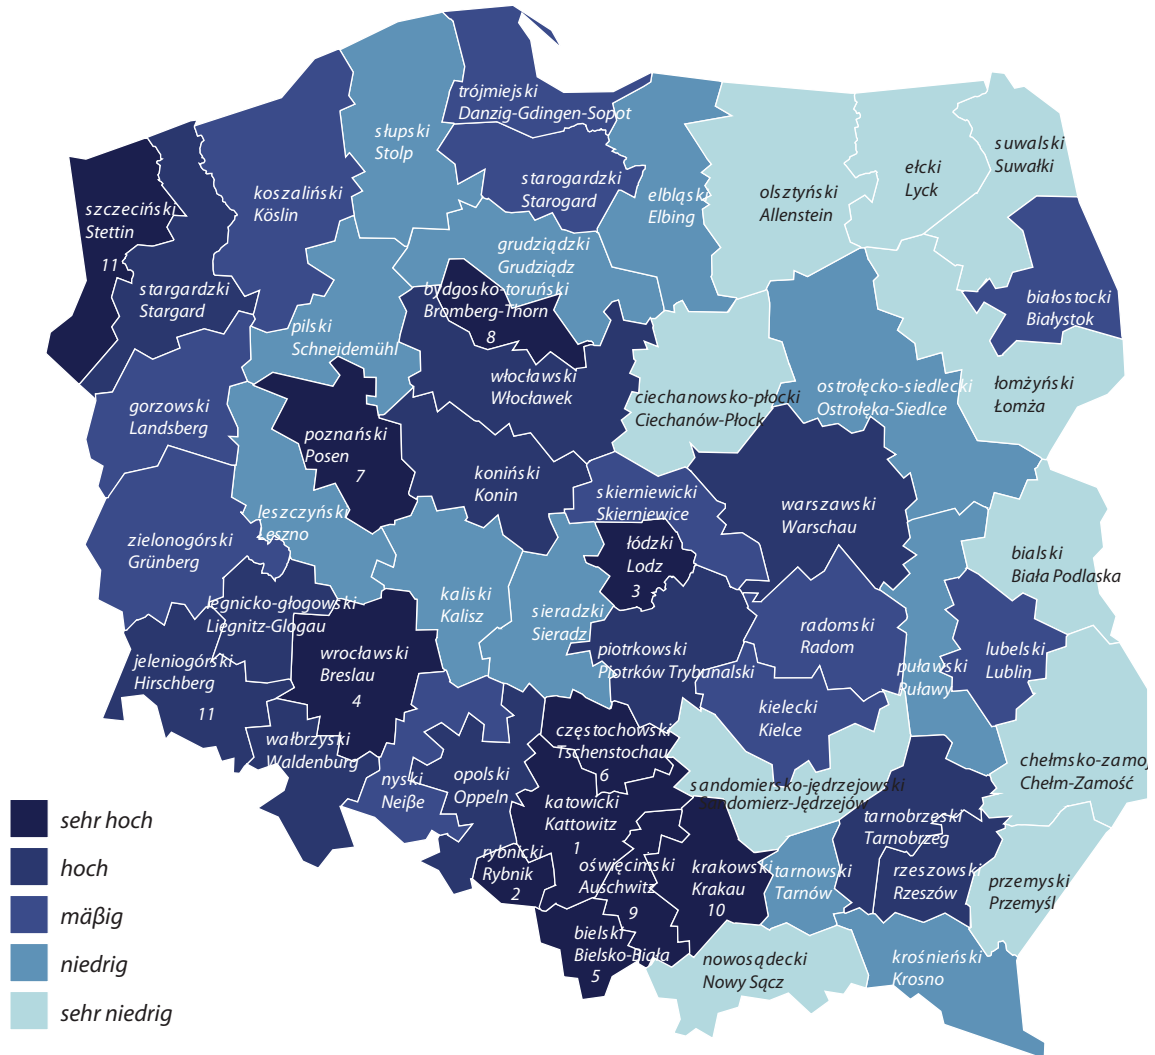 trójmiejski
Danzig-Gdingen-Sopot
słupski
Stolp
suwalski
Suwałki
ełcki
Lyck
starogardzki
Starogard
koszaliński
Köslin
olsztyński
Allenstein
elbląski
Elbing
szczeciński
Stettin
11
grudziądzki
Grudziądz
stargardzki
Stargard
bydgosko-toruński
Bromberg-Thorn
8
białostocki
Białystok
pilski
Schneidemühl
włocławski
Włocławek
ostrołęcko-siedlecki
Ostrołęka-Siedlce
łomżyński
Łomża
ciechanowsko-płocki
Ciechanów-Płock
gorzowski
Landsberg
poznański
Posen
7
koniński
Konin
skierniewicki
Skierniewice
warszawski
Warschau
leszczyński
Leszno
zielonogórski
Grünberg
łódzki
Lodz
3
bialski
Biała Podlaska
legnicko-głogowski
Liegnitz-Glogau
kaliski
Kalisz
sieradzki
Sieradz
radomski
Radom
piotrkowski
Piotrków Trybunalski
lubelski
Lublin
wrocławski
Breslau
4
jeleniogórski
Hirschberg
11
puławski
Puławy
kielecki
Kielce
częstochowski
Tschenstochau
6
wałbrzyski
Waldenburg
chełmsko-zamoj
Chełm-Zamość
opolski
Oppeln
nyski
Neiße
sandomiersko-jędrzejowski
Sandomierz-Jędrzejów
katowicki
Kattowitz
1
tarnobrzeski
Tarnobrzeg
rybnicki
Rybnik
2
oświęcimski
Auschwitz
9
krakowski
Krakau
10
tarnowski
Tarnów
rzeszowski
Rzeszów
przemyski
Przemyśl
bielski
Bielsko-Biała
5
nowosądecki
Nowy Sącz
krośnieński
Krosno
sehr hoch
hoch
mäßig
niedrig
sehr niedrig